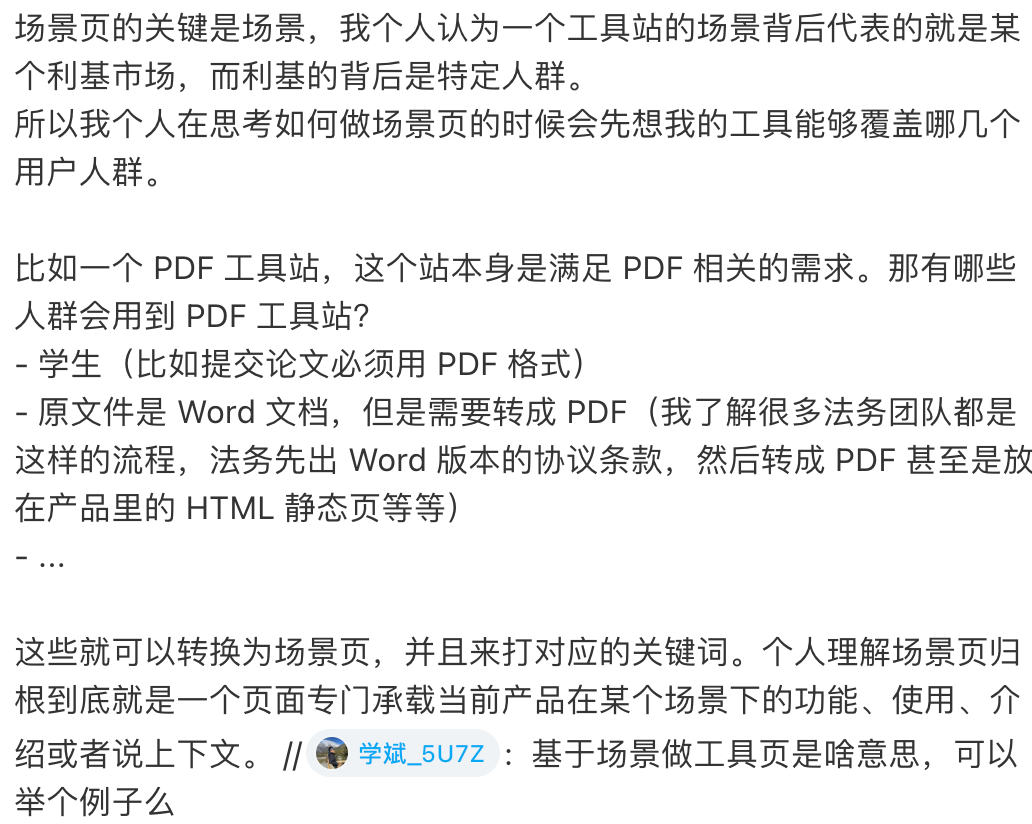 场景页的关键是场景，我个人认为一个工具站的场景背后代表的就是某
个利基市场，而利基的背后是特定人群。
所以我个人在思考如何做场景页的时候会先想我的工具能够覆盖哪几个
用户人群。
比如一个 PDF 工具站，这个站本身是满足 PDF 相关的需求。那有哪些
人群会用到 PDF 工具站?
- 学生（比如提交论文必须用 PDF 格式）
- 原文件是 Word 文档，但是需要转成 PDF（我了解很多法务团队都是
这样的流程，法务先出 Word 版本的协议条款，然后转成 PDF 甚至是放
在产品里的 HTML 静态页等等）
- ...
这些就可以转换为场景页，并且来打对应的关键词。个人理解场景页归
根到底就是一个页面专门承载当前产品在某个场景下的功能、使用、介
绍或者说上下文。 //学斌_5U7Z：基于场景做工具页是啥意思，可以
举个例子么